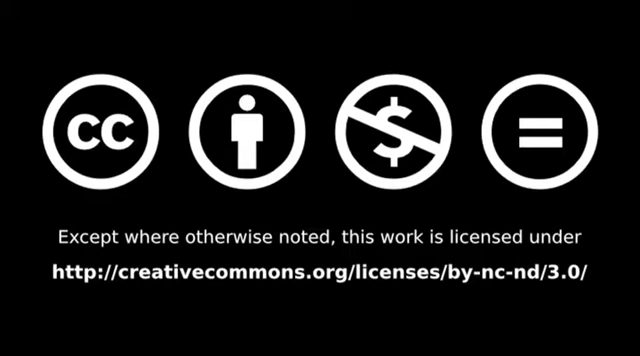 cc
Except where otherwise noted, this work is licensed under
http://creativecommons.org/licenses/by-nc-nd/3.0/